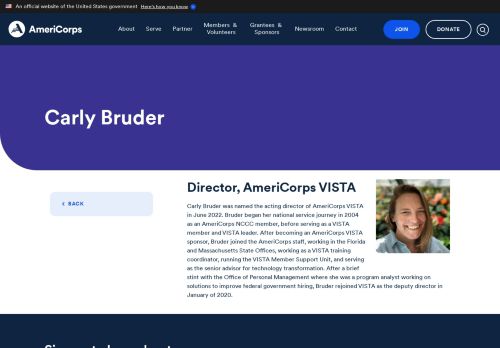 An official website of the United States government Here's how you know
AmeriCorps
About Serve Partner Members & Volunteers Grantees & Sponsors Newsroom Contact
JOIN
DONATE
Carly Bruder
BACK
Director, AmeriCorps VISTA
Carly Bruder was named the acting director of AmeriCorps VISTA
in June 2022. Bruder began her national service journey in 2004
as an AmeriCorps NCCC member, before serving as a VISTA
member and VISTA leader. After becoming an AmeriCorps VISTA
sponsor, Bruder joined the AmeriCorps staff, working in the Florida
and Massachusetts State Offices, working as a VISTA training
coordinator, running the VISTA Member Support Unit, and serving
as the senior advisor for technology transformation. After a brief
stint with the Office of Personal Management where she was a program analyst working on
solutions to improve federal government hiring, Bruder rejoined VISTA as the deputy director in
January of 2020.